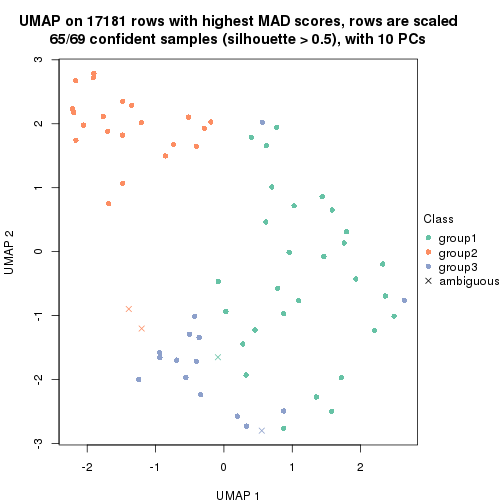 UMAP on 17181 rows with highest MAD scores, rows are scaled
65/69 confident samples (silhouette > 0.5), with 10 PCs
3
2
1
0
-1
-2
-3
UMAP 2
-2
-1
0
1
2
UMAP 1
Class
group1
group2
group3
ambiguous